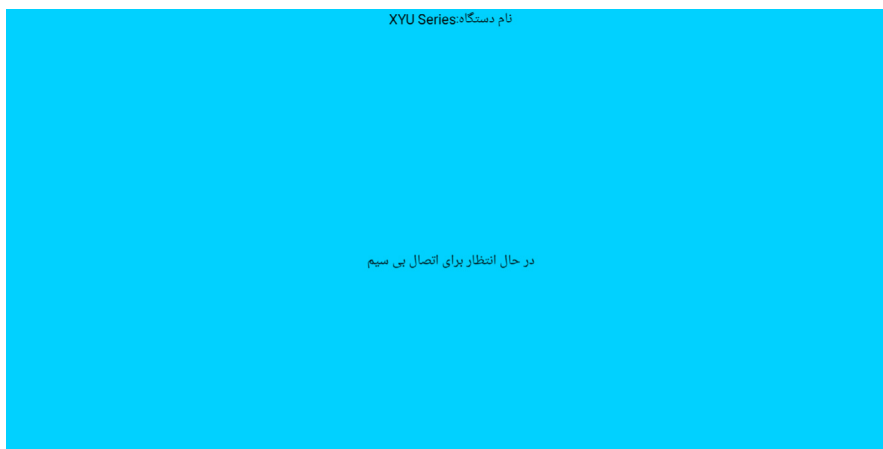 نام دستگاه:XYU Series
در حال انتظار برای اتصال بی سیم